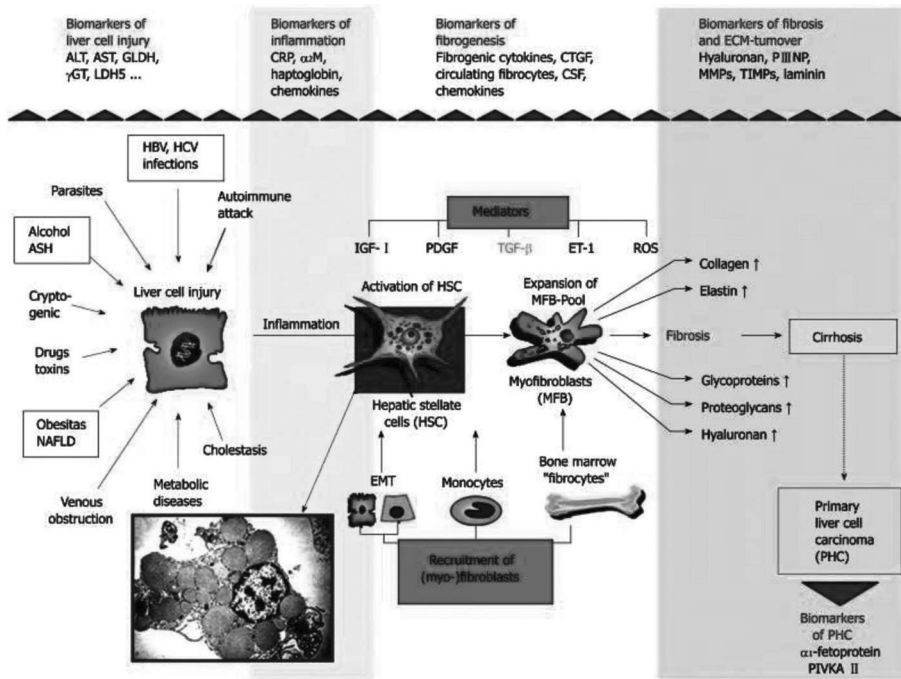 Biomarkers of
liver cell injury
ALT, AST, GLDH,
γGT, LDH5 ...
Biomarkers of
inflammation
CRP, α2M,
haptoglobin,
chemokines
Biomarkers of
fibrogenesis
Fibrogenic cytokines, CTGF,
circulating fibrocytes, CSF,
chemokines
Biomarkers of fibrosis
and ECM-turnover
Hyaluronan, PⅢNP,
MMPs, TIMPs, laminin
HBV, HCV
infections
Parasites
Autoimmune
attack
Alcohol
ASH
Liver cell injury
Crypto-
genic
Drugs
toxins
Obesitas
NAFLD
Cholestasis
Venous
obstruction
Metabolic
diseases
Inflammation
Mediators
IGF-Ⅰ
PDGF
TGF-β
ET-1
ROS
Activation of HSC
Expansion of
MFB-Pool
Hepatic stellate
cells (HSC)
Myofibroblasts
(MFB)
Collagen ↑
Elastin ↑
Fibrosis
Cirrhosis
Glycoproteins ↑
Proteoglycans ↑
Hyaluronan ↑
EMT
Monocytes
Bone marrow
"fibrocytes"
Recruitment of
(myo-)fibroblasts
Primary
liver cell
carcinoma
(PHC)
Biomarkers
of PHC
α1-fetoprotein
PIVKA Ⅱ